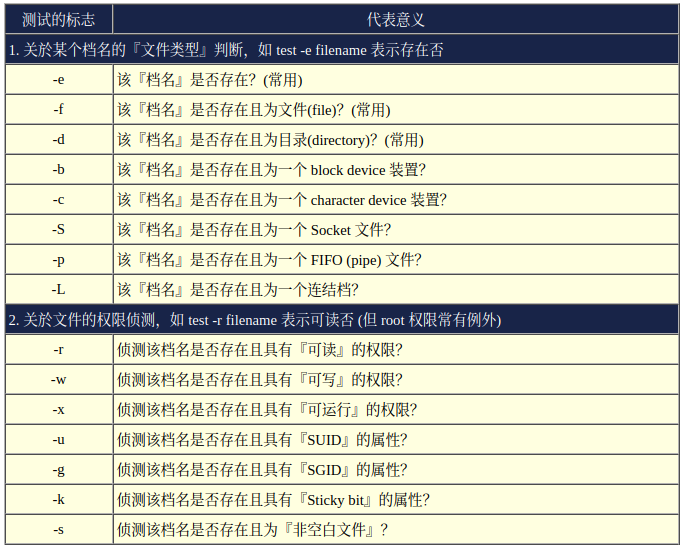 测试的标志 代表意义
1. 关於某个档名的『文件类型』判断，如 test -e filename 表示存在否
-e 该『档名』是否存在？(常用)
-f 该『档名』是否存在且为文件(file)？(常用)
-d 该『档名』是否存在且为目录(directory)？(常用)
-b 该『档名』是否存在且为一个 block device 装置？
-c 该『档名』是否存在且为一个 character device 装置？
-S 该『档名』是否存在且为一个 Socket 文件？
-p 该『档名』是否存在且为一个 FIFO (pipe) 文件？
-L 该『档名』是否存在且为一个连结档？
2. 关於文件的权限侦测，如 test -r filename 表示可读否 (但 root 权限常有例外)
-r 侦测该档名是否存在且具有『可读』的权限？
-w 侦测该档名是否存在且具有『可写』的权限？
-x 侦测该档名是否存在且具有『可运行』的权限？
-u 侦测该档名是否存在且具有『SUID』的属性？
-g 侦测该档名是否存在且具有『SGID』的属性？
-k 侦测该档名是否存在且具有『Sticky bit』的属性？
-s 侦测该档名是否存在且为『非空白文件』？